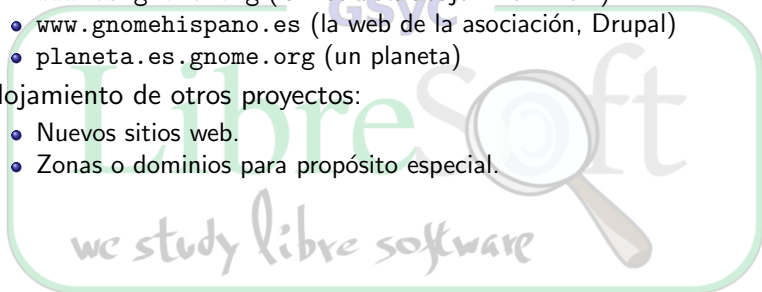 GSyC
• www.gnomehispano.es (la web de la asociación, Drupal)
• planeta.es.gnome.org (un planeta)
lojamiento de otros proyectos:
• Nuevos sitios web.
• Zonas o dominios para propósito especial.
LibreSoft
we study libre software